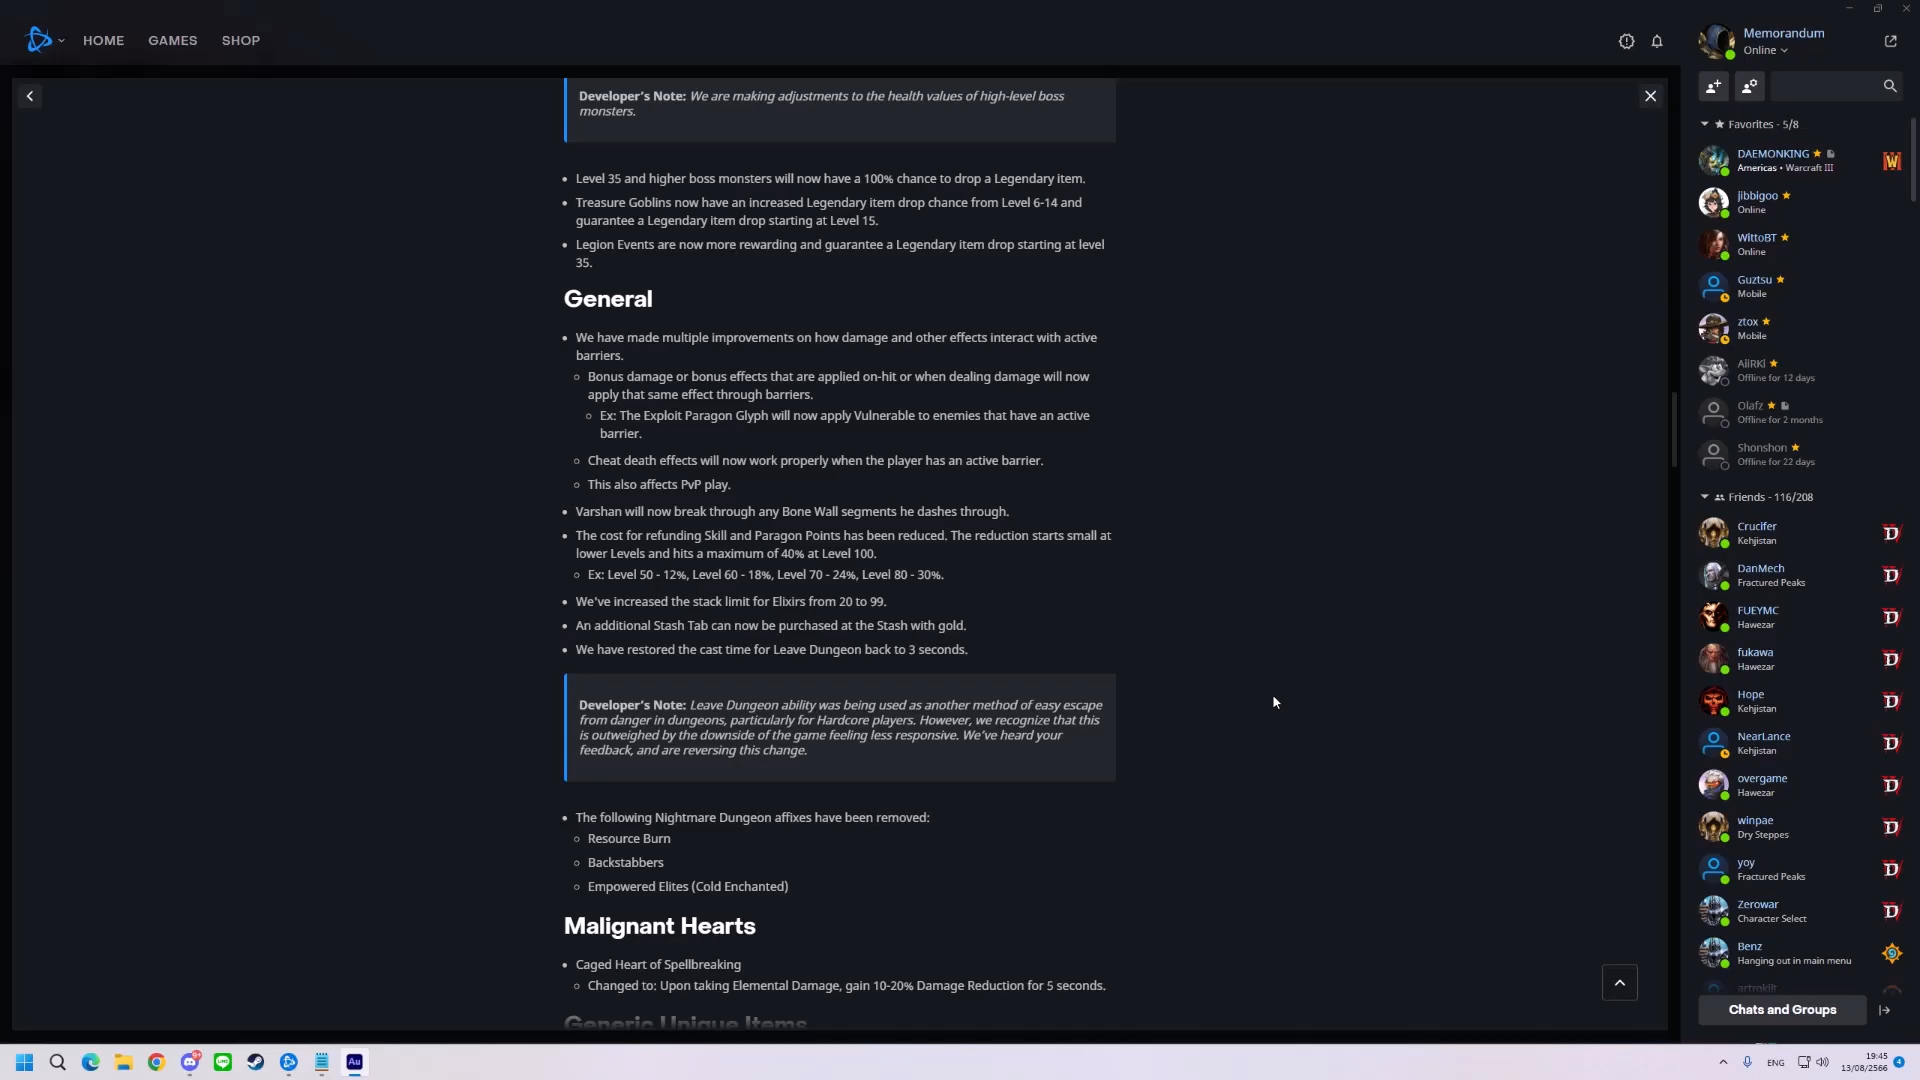 HOME
GAMES
SHOP
Memorandum
Online
Developer's Note: We are making adjustments to the health values of high-level boss
monsters.
• Level 35 and higher boss monsters will now have a 100% chance to drop a Legendary item.
• Treasure Goblins now have an increased Legendary item drop chance from Level 6-14 and
guarantee a Legendary item drop starting at Level 15.
• Legion Events are now more rewarding and guarantee a Legendary item drop starting at level
35.
General
• We have made multiple improvements on how damage and other effects interact with active
barriers.
◦ Bonus damage or bonus effects that are applied on-hit or when dealing damage will now
apply that same effect through barriers.
◦ Ex: The Exploit Paragon Glyph will now apply Vulnerable to enemies that have an active
barrier.
◦ Cheat death effects will now work properly when the player has an active barrier.
◦ This also affects PvP play.
• Varshan will now break through any Bone Wall segments he dashes through.
• The cost for refunding Skill and Paragon Points has been reduced. The reduction starts small at
lower Levels and hits a maximum of 40% at Level 100.
◦ Ex: Level 50 - 12%, Level 60 - 18%, Level 70 - 24%, Level 80 - 30%.
• We've increased the stack limit for Elixirs from 20 to 99.
• An additional Stash Tab can now be purchased at the Stash with gold.
• We have restored the cast time for Leave Dungeon back to 3 seconds.
Developer's Note: Leave Dungeon ability was being used as another method of easy escape
from danger in dungeons, particularly for Hardcore players. However, we recognize that this
is outweighed by the downside of the game feeling less responsive. We've heard your
feedback, and are reversing this change.
• The following Nightmare Dungeon affixes have been removed:
◦ Resource Burn
◦ Backstabbers
◦ Empowered Elites (Cold Enchanted)
Malignant Hearts
• Caged Heart of Spellbreaking
◦ Changed to: Upon taking Elemental Damage, gain 10-20% Damage Reduction for 5 seconds.
Generic Unique Items
Favorites - 5/8
DAEMONKING
Americas • Warcraft III
Jibbigoo
Online
WittoBT
Online
Guztsu
Mobile
ztox
Mobile
AiiRKi
Offline for 12 days
Olafz
Offline for 2 months
Shonshon
Offline for 22 days
Friends - 116/208
Crucifer
Kehjistan
DanMech
Fractured Peaks
FUEYMC
Hawezar
fukawa
Hawezar
Hope
Kehjistan
NearLance
Kehjistan
overgame
Hawezar
winpae
Dry Steppes
yoy
Fractured Peaks
Zerowar
Character Select
Benz
Hanging out in main menu
Chats and Groups
Au
ENG
19:45
13/08/2566
4